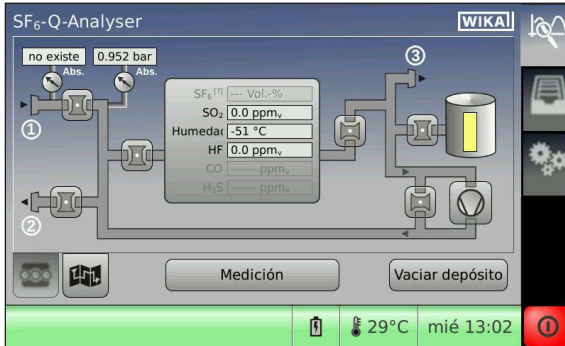 SF₆-Q-Analyser
WIKA
no existe
0.952 bar
Abs.
Abs.
③
①
SF₆[?] --- Vol.-%
SO₂ 0.0 ppmᵥ
Humedac -51 °C
HF 0.0 ppmᵥ
CO ------ ppmᵥ
H₂S ------ ppmᵥ
②
Medición
Vaciar depósito
29°C
mié 13:02